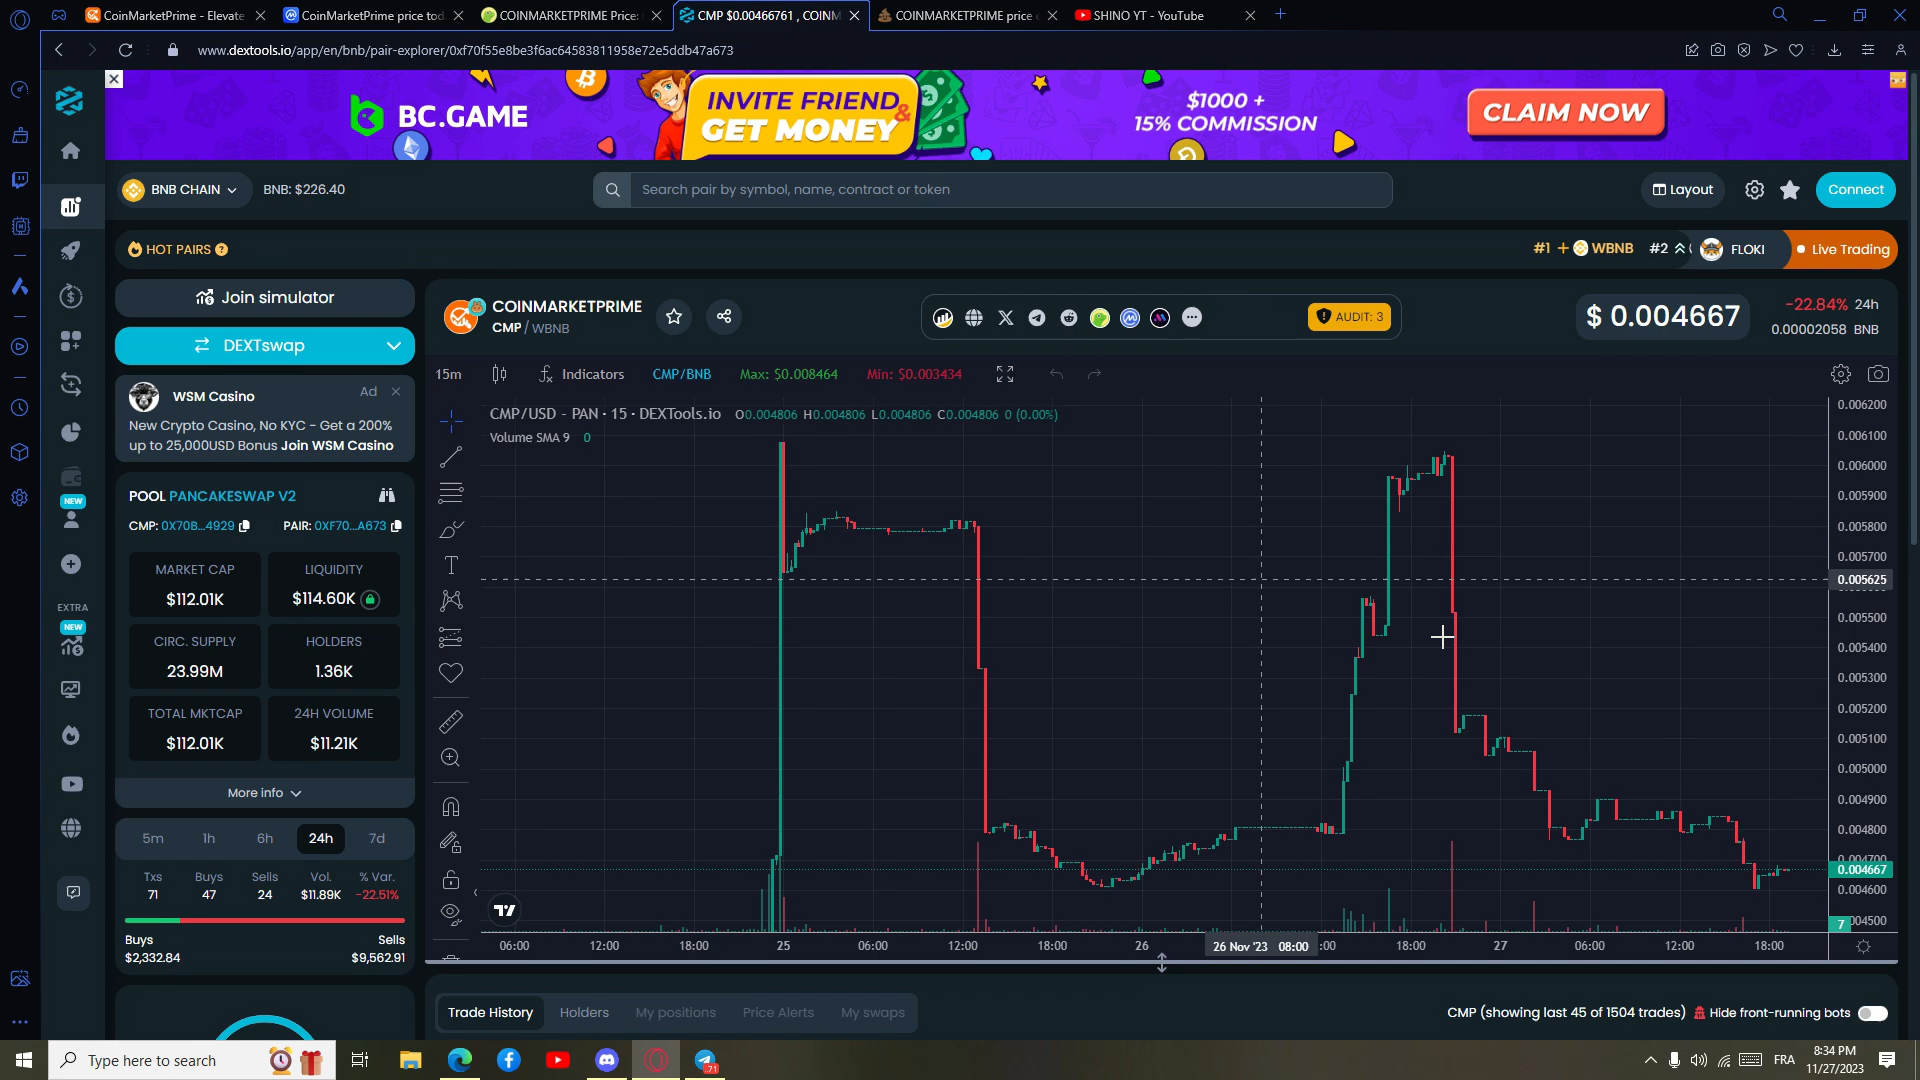 CoinMarketPrime - Elevate
CoinMarketPrime price tod
COINMARKETPRIME Price:
CMP $0.00466761 , COINM
COINMARKETPRIME price c
SHINO YT - YouTube
www.dextools.io/app/en/bnb/pair-explorer/0xf70f55e8be3f6ac64583811958e72e5ddb47a673
BC.GAME
INVITE FRIEND &
GET MONEY
$1000 +
15% COMMISSION
CLAIM NOW
BNB CHAIN
BNB: $226.40
Search pair by symbol, name, contract or token
Layout
Connect
HOT PAIRS
#1
WBNB
#2
FLOKI
Live Trading
Join simulator
DEXTswap
WSM Casino
Ad
New Crypto Casino, No KYC - Get a 200%
up to 25,000USD Bonus Join WSM Casino
NEW
EXTRA
NEW
POOL PANCAKESWAP V2
CMP: 0X70B...4929
PAIR: 0XF70...A673
MARKET CAP
$112.01K
LIQUIDITY
$114.60K
CIRC. SUPPLY
23.99M
HOLDERS
1.36K
TOTAL MKTCAP
$112.01K
24H VOLUME
$11.21K
More info
5m 1h 6h 24h 7d
Txs Buys Sells Vol. % Var.
71 47 24 $11.89K -22.51%
Buys Sells
$2,332.84 $9,562.91
COINMARKETPRIME
CMP / WBNB
AUDIT: 3
$ 0.004667
-22.84% 24h
0.00002058 BNB
15m
Indicators
CMP/BNB
Max: $0.008464
Min: $0.003434
CMP/USD - PAN · 15 · DEXTools.io O0.004806 H0.004806 L0.004806 C0.004806 0 (0.00%)
Volume SMA 9 0
0.006200
0.006100
0.006000
0.005900
0.005800
0.005700
0.005625
0.005500
0.005400
0.005300
0.005200
0.005100
0.005000
0.004900
0.004800
0.004700
0.004667
0.004600
7
004500
06:00 12:00 18:00 25 06:00 12:00 18:00 26 26 Nov '23 08:00 :00 18:00 27 06:00 12:00 18:00
Trade History
Holders
My positions
Price Alerts
My swaps
CMP (showing last 45 of 1504 trades)
Hide front-running bots
Type here to search
71
FRA
8:34 PM
11/27/2023